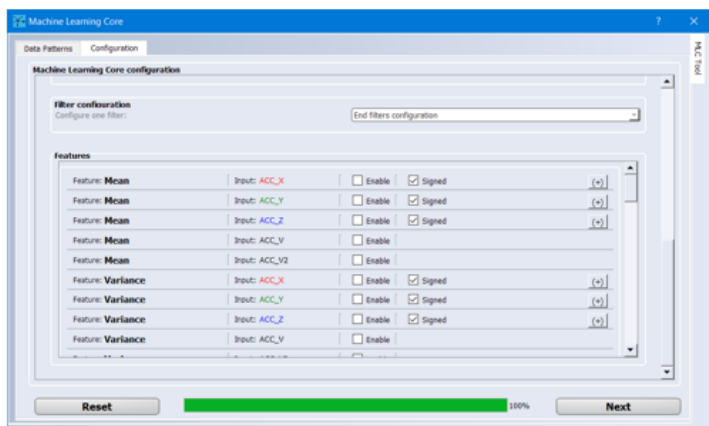 Machine Learning Core
? ×
Data Patterns Configuration
MLC Tool
Machine Learning Core configuration
Filter configuration
Configure one filter: End filters configuration
Features
Feature: Mean Input: ACC_X Enable Signed (+)
Feature: Mean Input: ACC_Y Enable Signed (+)
Feature: Mean Input: ACC_Z Enable Signed (+)
Feature: Mean Input: ACC_V Enable
Feature: Mean Input: ACC_V2 Enable
Feature: Variance Input: ACC_X Enable Signed (+)
Feature: Variance Input: ACC_Y Enable Signed (+)
Feature: Variance Input: ACC_Z Enable Signed (+)
Feature: Variance Input: ACC_V Enable
Reset 100% Next